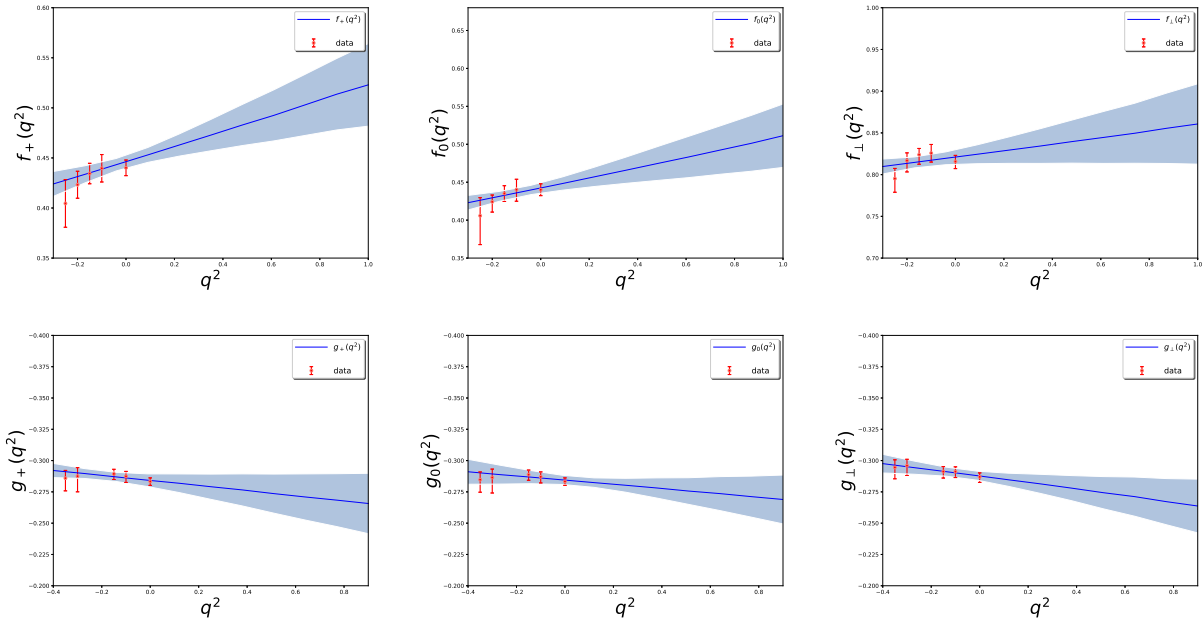 f₊(q²)
data
0.60
0.55
0.50
0.45
0.40
0.35
f₊(q²)
−0.2 0.0 0.2 0.4 0.6 0.8 1.0
q²
f₀(q²)
data
0.65
0.60
0.55
0.50
0.45
0.40
0.35
f₀(q²)
−0.2 0.0 0.2 0.4 0.6 0.8 1.0
q²
f⊥(q²)
data
1.00
0.95
0.90
0.85
0.80
0.75
0.70
f⊥(q²)
−0.2 0.0 0.2 0.4 0.6 0.8 1.0
q²
g₊(q²)
data
−0.400
−0.375
−0.350
−0.325
−0.300
−0.275
−0.250
−0.225
−0.200
g₊(q²)
−0.4 −0.2 0.0 0.2 0.4 0.6 0.8
q²
g₀(q²)
data
−0.400
−0.375
−0.350
−0.325
−0.300
−0.275
−0.250
−0.225
−0.200
g₀(q²)
−0.4 −0.2 0.0 0.2 0.4 0.6 0.8
q²
g⊥(q²)
data
−0.400
−0.375
−0.350
−0.325
−0.300
−0.275
−0.250
−0.225
−0.200
g⊥(q²)
−0.4 −0.2 0.0 0.2 0.4 0.6 0.8
q²